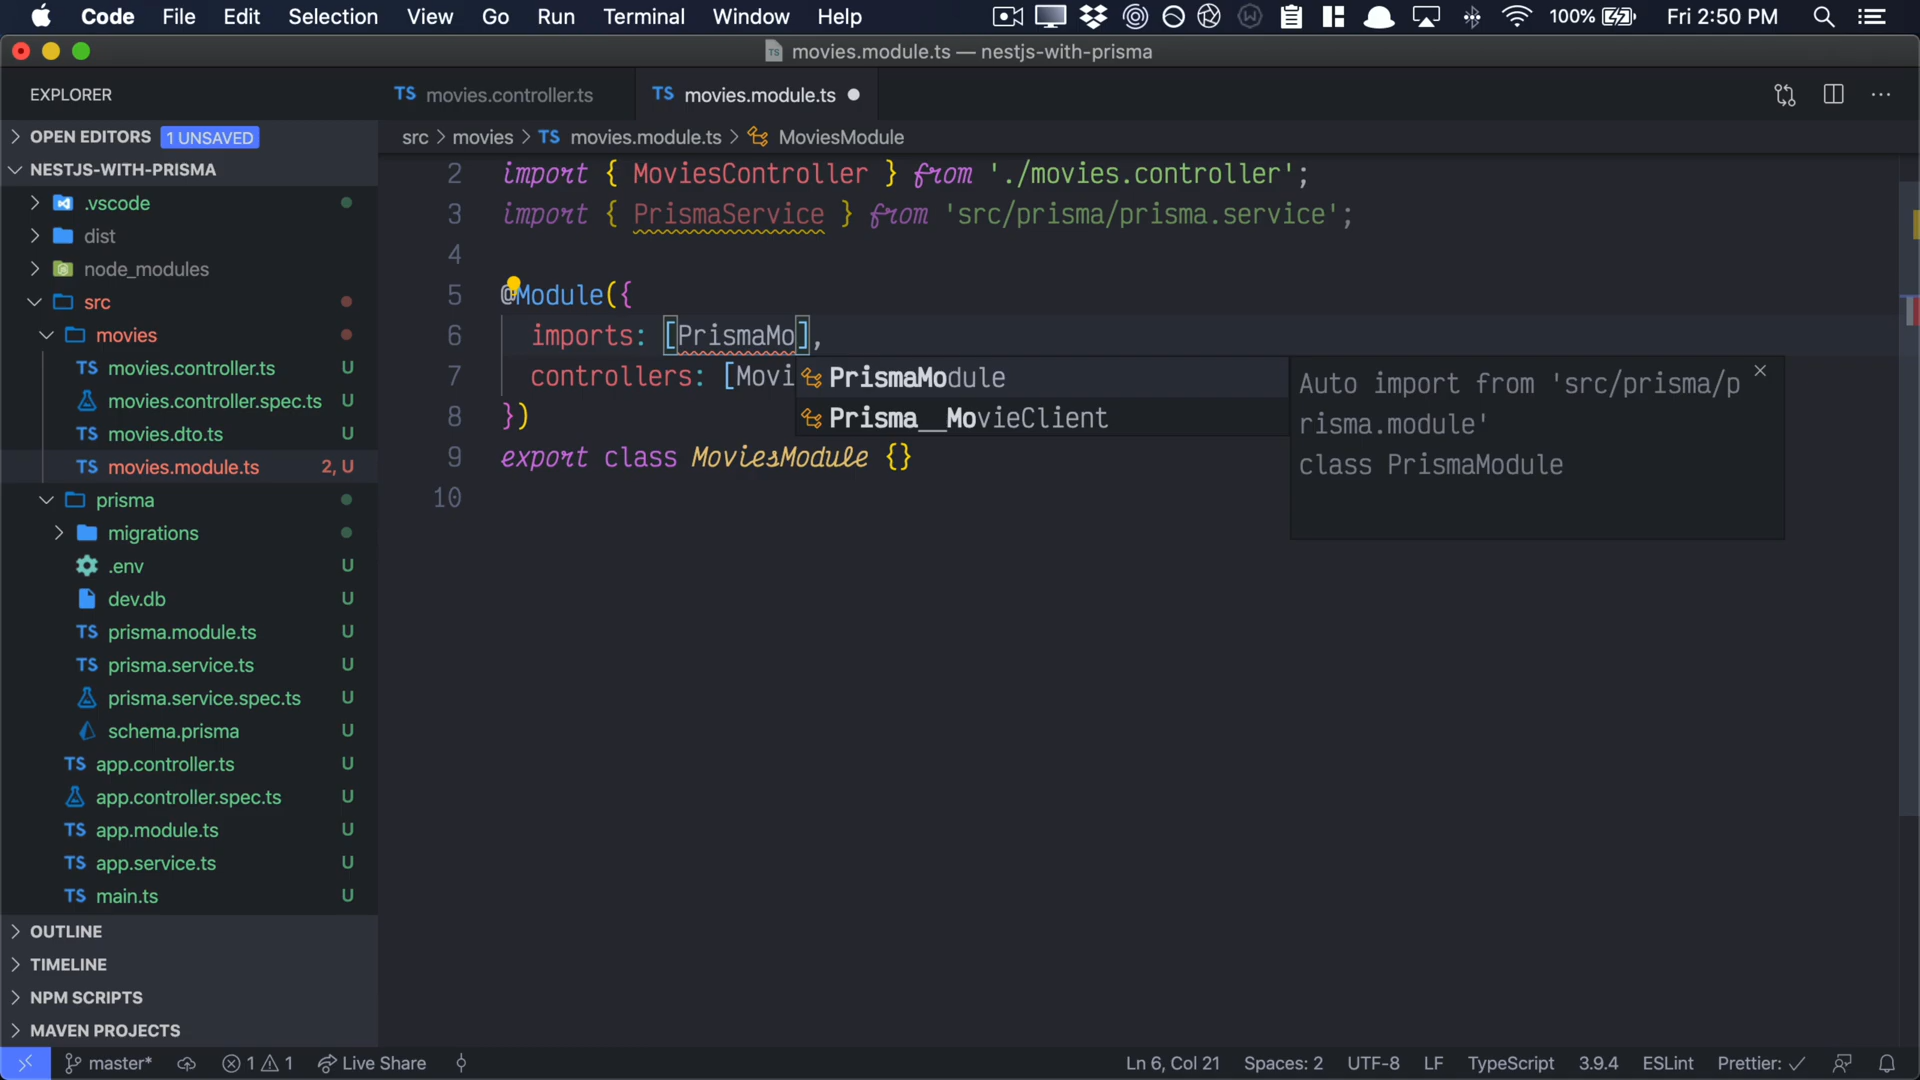 Code File Edit Selection View Go Run Terminal Window Help 100% Fri 2:50 PM
TS movies.module.ts — nestjs-with-prisma
EXPLORER
TS movies.controller.ts TS movies.module.ts
OPEN EDITORS 1 UNSAVED
src > movies > TS movies.module.ts > MoviesModule
NESTJS-WITH-PRISMA
.vscode
dist
node_modules
src
movies
TS movies.controller.ts U
movies.controller.spec.ts U
TS movies.dto.ts U
TS movies.module.ts 2, U
prisma
migrations
.env U
dev.db U
TS prisma.module.ts U
TS prisma.service.ts U
prisma.service.spec.ts U
schema.prisma U
TS app.controller.ts U
app.controller.spec.ts U
TS app.module.ts U
TS app.service.ts U
TS main.ts U
OUTLINE
TIMELINE
NPM SCRIPTS
MAVEN PROJECTS
2 import { MoviesController } from './movies.controller';
3 import { PrismaService } from 'src/prisma/prisma.service';
4
5 @Module({
6 imports: [PrismaMo],
7 controllers: [Movi
8 })
9 export class MoviesModule {}
10
PrismaModule
Prisma__MovieClient
Auto import from 'src/prisma/p
risma.module'
class PrismaModule
master* 1 1 Live Share Ln 6, Col 21 Spaces: 2 UTF-8 LF TypeScript 3.9.4 ESLint Prettier: ✓